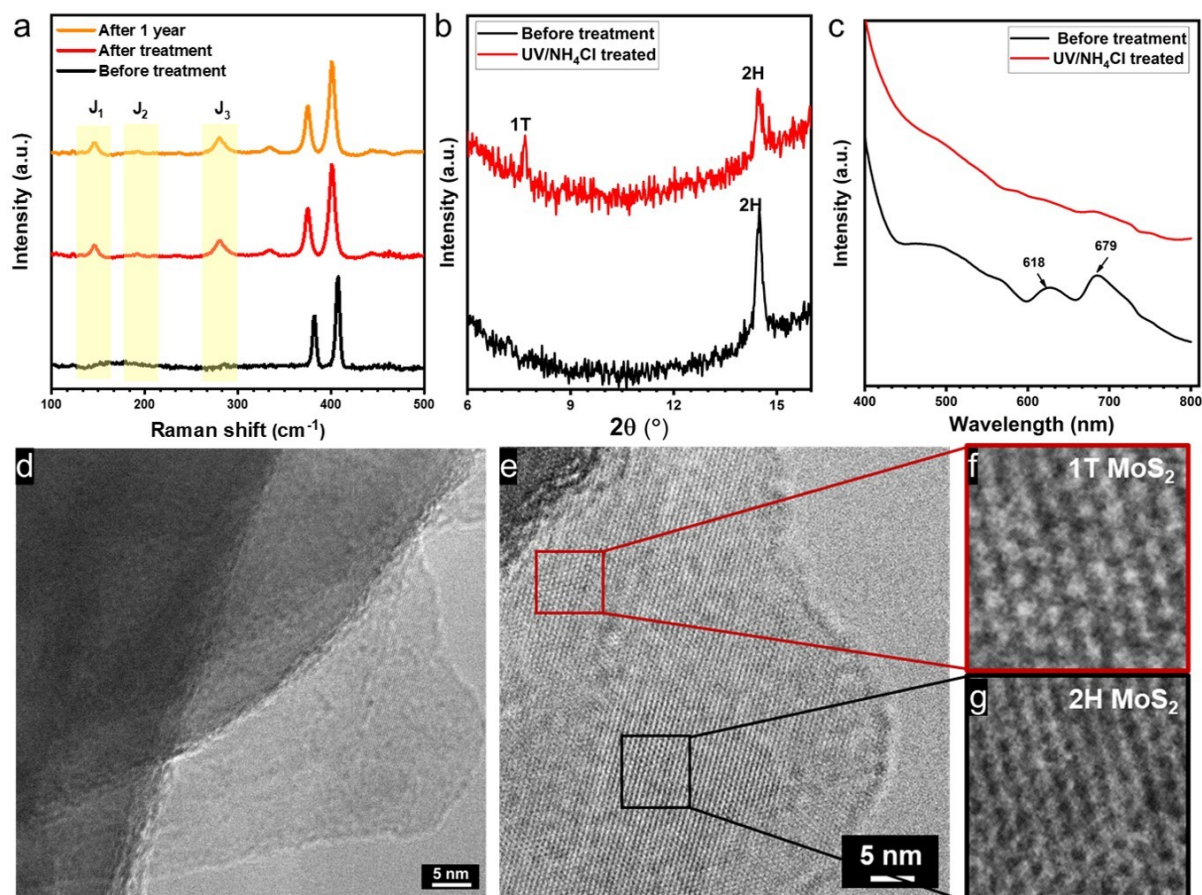 a
After 1 year
After treatment
Before treatment
J₁
J₂
J₃
Intensity (a.u.)
100
200
300
400
500
Raman shift (cm⁻¹)
b
Before treatment
UV/NH₄Cl treated
2H
1T
2H
Intensity (a.u.)
6
9
12
15
2θ (°)
c
Before treatment
UV/NH₄Cl treated
618
679
Intensity (a.u.)
400
500
600
700
800
Wavelength (nm)
d
5 nm
e
5 nm
f
1T MoS₂
g
2H MoS₂